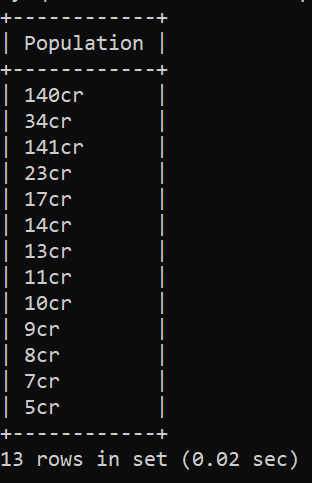 +------------+
| Population |
+------------+
| 140cr      |
| 34cr       |
| 141cr      |
| 23cr       |
| 17cr       |
| 14cr       |
| 13cr       |
| 11cr       |
| 10cr       |
| 9cr        |
| 8cr        |
| 7cr        |
| 5cr        |
+------------+
13 rows in set (0.02 sec)